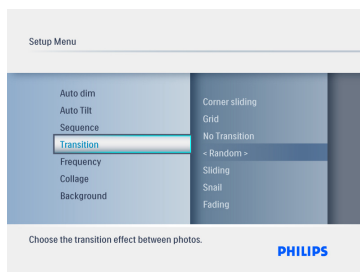 Setup Menu
Auto dim
Auto Tilt
Sequence
Transition
Frequency
Collage
Background
Corner sliding
Grid
No Transition
< Random >
Sliding
Snail
Fading
Choose the transition effect between photos.
PHILIPS